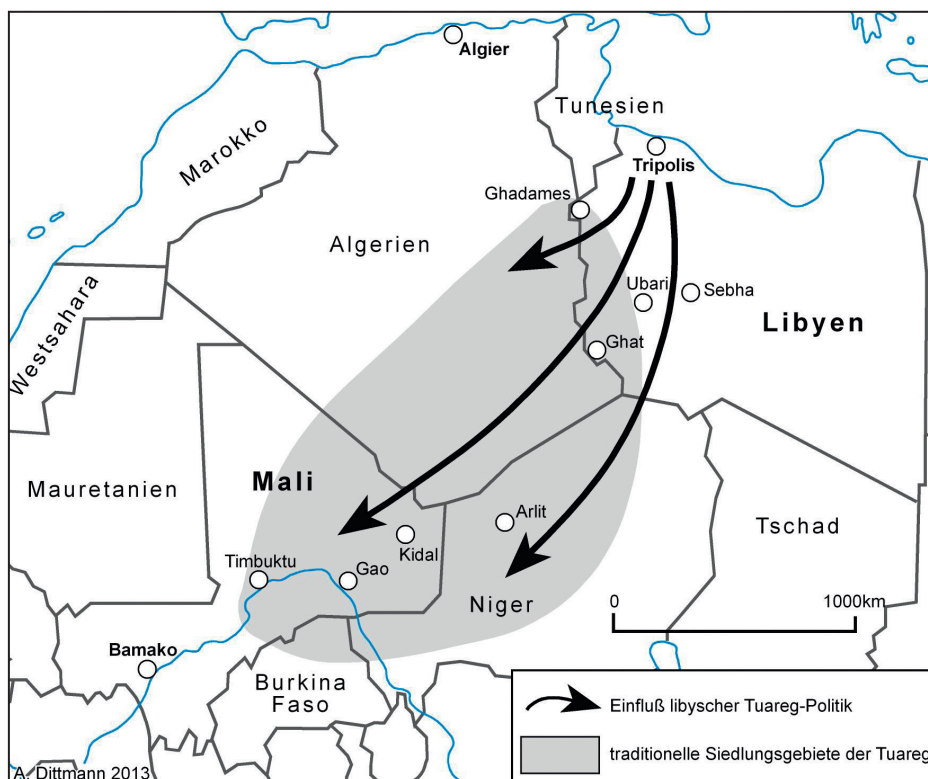 Algier
Tunesien
Marokko
Tripolis
Ghadames
Algerien
Ubari
Sebha
Westsahara
Libyen
Ghat
Mali
Mauretanien
Arlit
Tschad
Kidal
Timbuktu
Gao
Niger
0 1000km
Bamako
Burkina
Faso
Einfluß libyscher Tuareg-Politik
traditionelle Siedlungsgebiete der Tuareg
A. Dittmann 2013